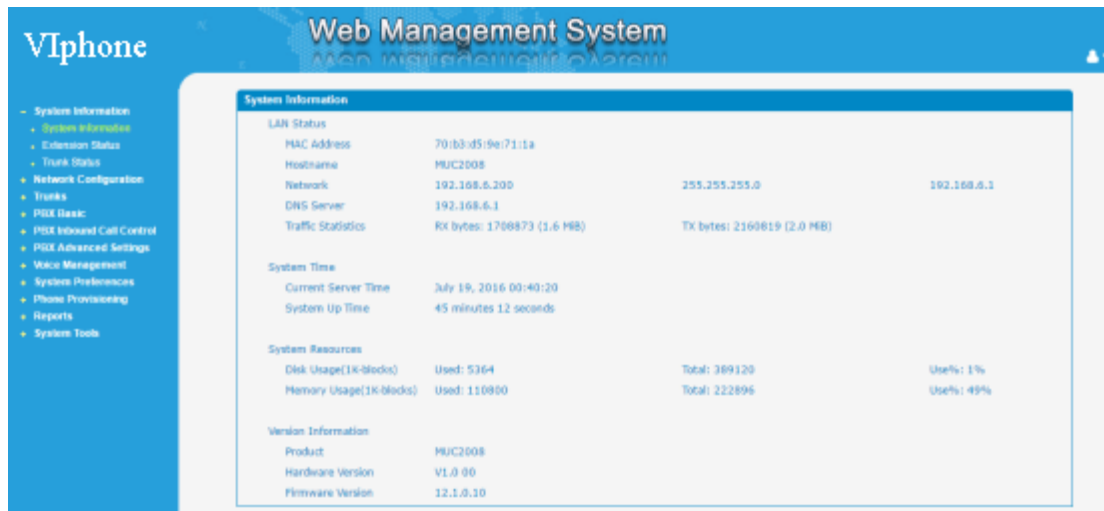 VIphone
Web Management System
- System Information
System Information
Extension Status
Trunk Status
+ Network Configuration
+ Trunks
+ PBX Basic
+ PBX Inbound Call Control
+ PBX Advanced Settings
+ Voice Management
+ System Preferences
+ Phone Provisioning
+ Reports
+ System Tools
System Information
LAN Status
MAC Address 70:b3:d5:9e:71:1a
Hostname MUC2008
Network 192.168.6.200 255.255.255.0 192.168.6.1
DNS Server 192.168.6.1
Traffic Statistics RX bytes: 1708873 (1.6 MiB) TX bytes: 2160819 (2.0 MiB)
System Time
Current Server Time July 19, 2016 00:40:20
System Up Time 45 minutes 12 seconds
System Resources
Disk Usage(1K-blocks) Used: 5364 Total: 389120 Use%: 1%
Memory Usage(1K-blocks) Used: 110800 Total: 222896 Use%: 49%
Version Information
Product MUC2008
Hardware Version V1.0 00
Firmware Version 12.1.0.10